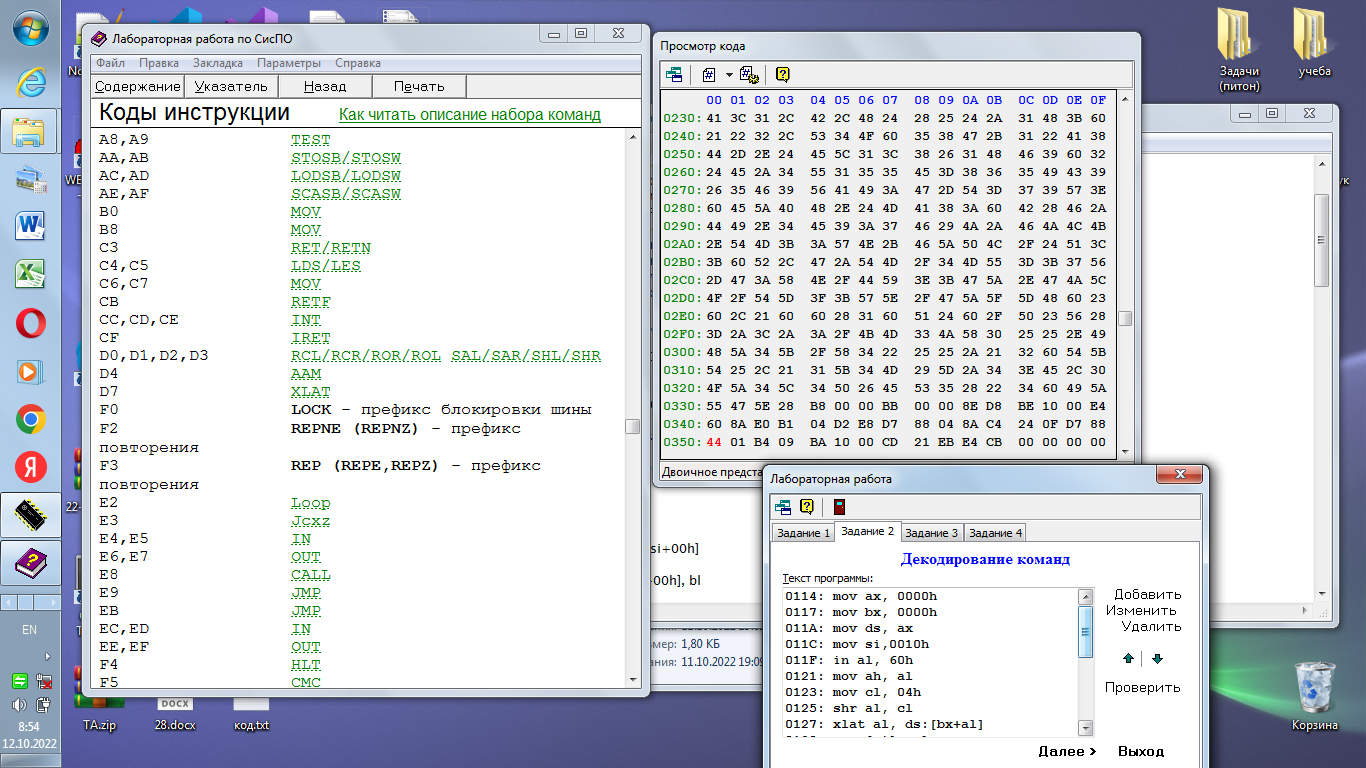 Лабораторная работа по СисПО
Файл Правка Закладка Параметры Справка
Содержание Указатель Назад Печать
Коды инструкции Как читать описание набора команд
A8,A9 TEST
AA,AB STOSB/STOSW
AC,AD LODSB/LODSW
AE,AF SCASB/SCASW
B0 MOV
B8 MOV
C3 RET/RETN
C4,C5 LDS/LES
C6,C7 MOV
CB RETF
CC,CD,CE INT
CF IRET
D0,D1,D2,D3 RCL/RCR/ROR/ROL SAL/SAR/SHL/SHR
D4 AAM
D7 XLAT
F0 LOCK – префикс блокировки шины
F2 REPNE (REPNZ) – префикс
повторения
F3 REP (REPE,REPZ) – префикс
повторения
E2 Loop
E3 Jcxz
E4,E5 IN
E6,E7 OUT
E8 CALL
E9 JMP
EB JMP
EC,ED IN
EE,EF OUT
F4 HLT
F5 CMC
Просмотр кода
00 01 02 03 04 05 06 07 08 09 0A 0B 0C 0D 0E 0F
0230: 41 3C 31 2C 42 2C 48 24 28 25 24 2A 31 48 3B 60
0240: 21 22 32 2C 53 34 4F 60 35 38 47 2B 31 22 41 38
0250: 44 2D 2E 24 45 5C 31 3C 38 26 31 48 46 39 60 32
0260: 24 45 2A 34 55 31 35 35 45 3D 38 36 35 49 43 39
0270: 26 35 46 39 56 41 49 3A 47 2D 54 3D 37 39 57 3E
0280: 60 45 5A 40 48 2E 24 4D 41 38 3A 60 42 28 46 2A
0290: 44 49 2E 34 45 39 3A 37 46 29 4A 2A 46 4A 4C 4B
02A0: 2E 54 4D 3B 3A 57 4E 2B 46 5A 50 4C 2F 24 51 3C
02B0: 3B 60 52 2C 47 2A 54 4D 2F 34 4D 55 3D 3B 37 56
02C0: 2D 47 3A 58 4E 2F 44 59 3E 3B 47 5A 2E 47 4A 5C
02D0: 4F 2F 54 5D 3F 3B 57 5E 2F 47 5A 5F 5D 48 60 23
02E0: 60 2C 21 60 60 28 31 60 51 24 60 2F 50 23 56 28
02F0: 3D 2A 3C 2A 3A 2F 4B 4D 33 4A 58 30 25 25 2E 49
0300: 48 5A 34 5B 2F 58 34 22 25 25 2A 21 32 60 54 5B
0310: 54 25 2C 21 31 5B 34 4D 29 5D 2A 34 3E 45 2C 30
0320: 4F 5A 34 5C 34 50 26 45 53 35 28 22 34 60 49 5A
0330: 55 47 5E 28 B8 00 00 BB 00 00 8E D8 BE 10 00 E4
0340: 60 8A E0 B1 04 D2 E8 D7 88 04 8A C4 24 0F D7 88
0350: 44 01 B4 09 BA 10 00 CD 21 EB E4 CB 00 00 00 00
Двоичное предста
Лабораторная работа
Задание 1 Задание 2 Задание 3 Задание 4
Декодирование команд
Текст программы:
0114: mov ax, 0000h
0117: mov bx, 0000h
011A: mov ds, ax
011C: mov si,0010h
011F: in al, 60h
0121: mov ah, al
0123: mov cl, 04h
0125: shr al, cl
0127: xlat al, ds:[bx+al]
Добавить
Изменить
Удалить
Проверить
Далее > Выход
si+00h]
00h], bl
змер: 1,80 КБ
ания: 11.10.2022 19:09
Задачи
(питон)
учеба
Корзина
TA.zip
DOCX
28.docx
код.txt
EN
8:54
12.10.2022